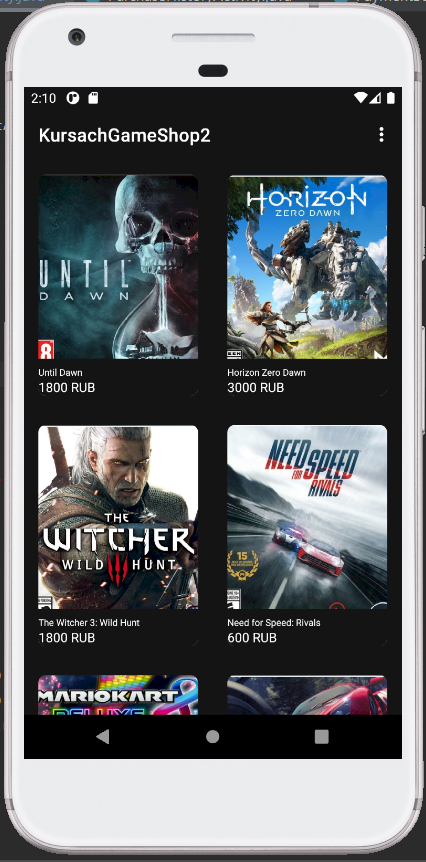 2:10
KursachGameShop2
UNTIL
DAWN
Until Dawn
1800 RUB
HORIZON
ZERO DAWN
Horizon Zero Dawn
3000 RUB
THE
WITCHER
WILD HUNT
The Witcher 3: Wild Hunt
1800 RUB
NEED
FOR SPEED
RIVALS
15
Need for Speed: Rivals
600 RUB
MARIOKART
DELUXE